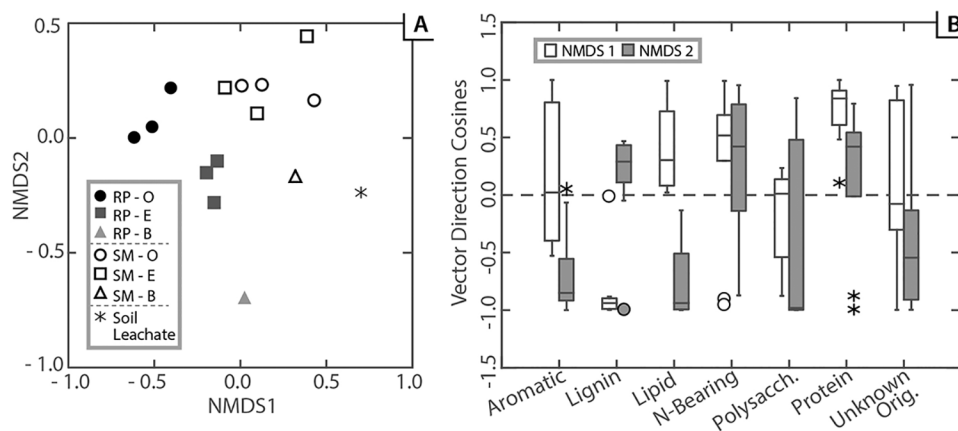 A
0.5
0.0
- 0.5
- 1.0
NMDS2
- 1.0
- 0.5
0.0
0.5
1.0
NMDS1
RP - O
RP - E
RP - B
SM - O
SM - E
SM - B
Soil
Leachate
B
NMDS 1
NMDS 2
1.5
1.0
0.5
0.0
-0.5
-1.0
-1.5
Vector Direction Cosines
Aromatic
Lignin
Lipid
N-Bearing
Polysacch.
Protein
Unknown
Orig.